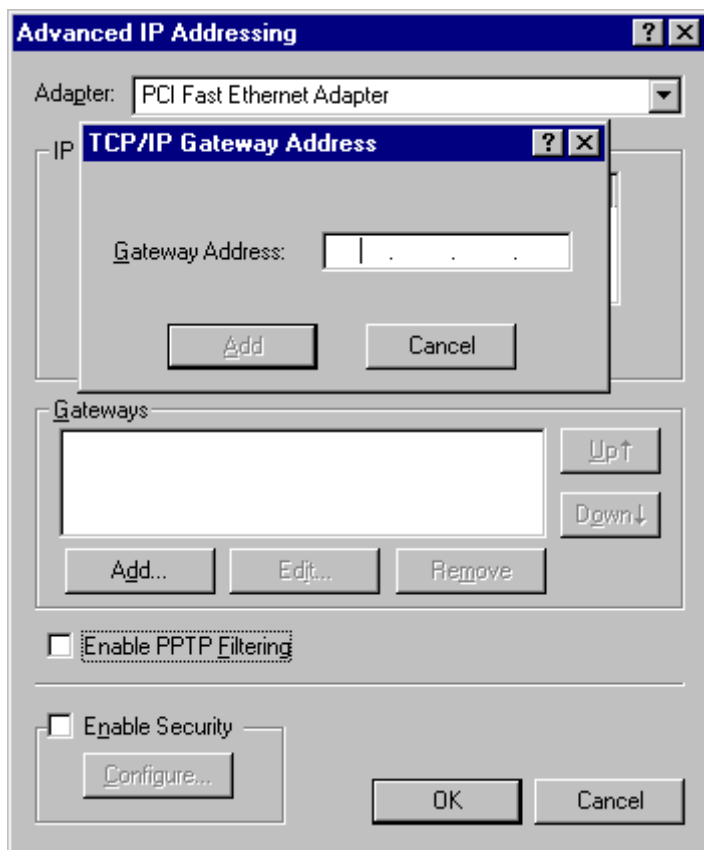 Advanced IP Addressing
Adapter: PCI Fast Ethernet Adapter
IP
TCP/IP Gateway Address
Gateway Address: . . .
Add Cancel
Gateways
Up↑
Down↓
Add... Edit... Remove
Enable PPTP Filtering
Enable Security
Configure...
OK Cancel